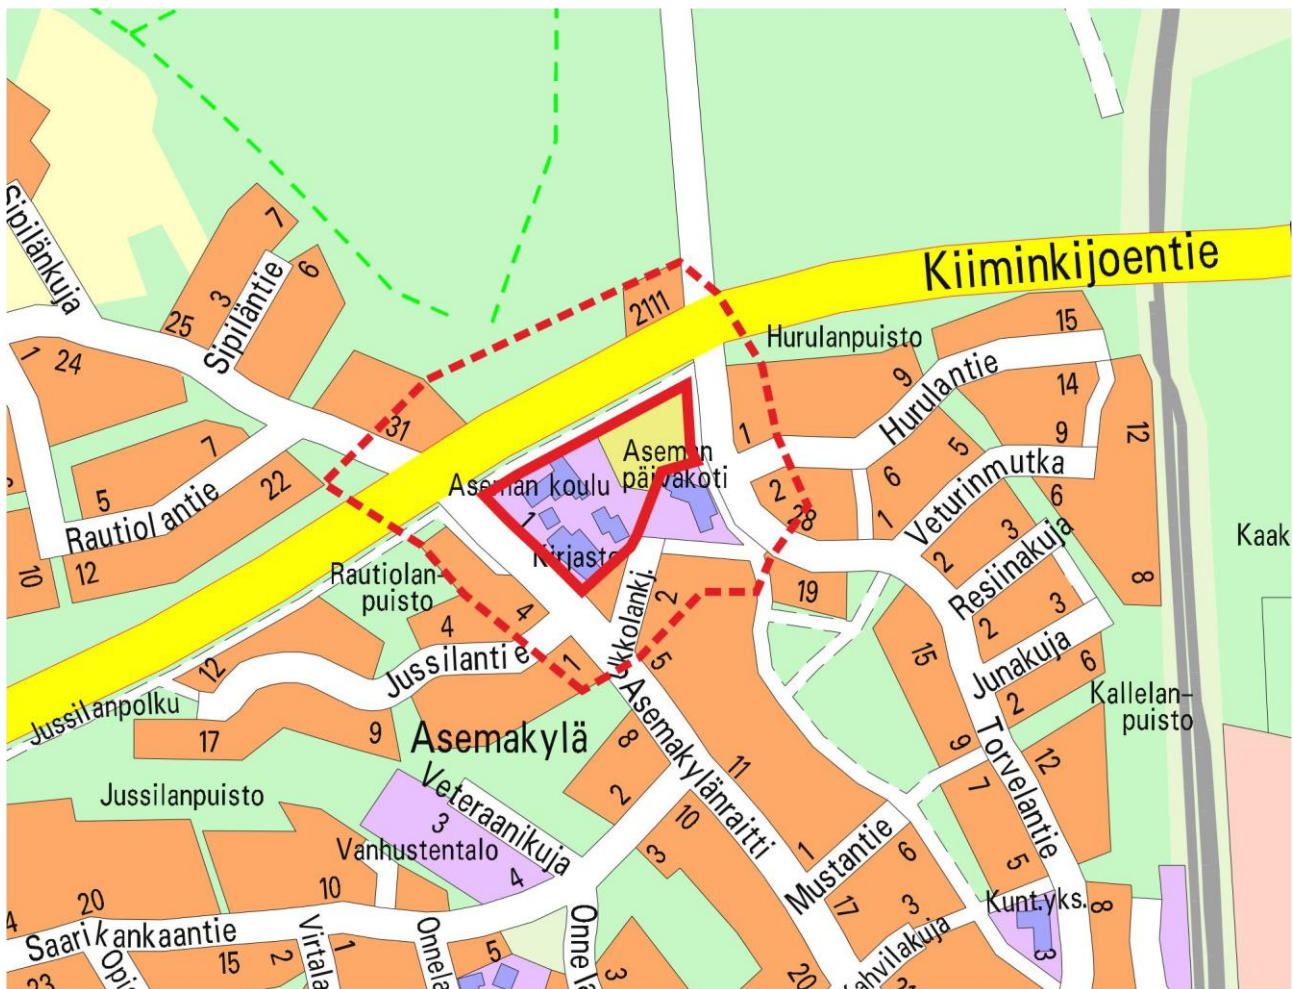 Sipilänkuja
7
6
3
25
Sipiläntie
1
24
31
2111
Kiiminkijoentie
Hurulanpuisto
15
9
Hurulantie
14
1
9
12
5
6
Veturinmutka
7
5
22
Rautiolantie
12
10
Aseman koulu
Aseman
päiväkoti
1
Kirjasto
2
28
1
6
3
2
Resiinakuja
Kaak
8
3
2
Junakuja
6
2
19
15
Kallelan-
puisto
Rautiolan-
puisto
4
4
2
5
1
Jussilantie
12
Jussilanpolku
17
9
Asemakylä
Asemakylänraitti
8
2
11
10
3
1
Mustantie
6
17
3
9
7
12
5
Torvelantie
Jussilanpuisto
Veteraanikuja
3
Vanhustentalo
4
20
10
Saarikankaantie
15
2
1
5
3
20
Kunt.yks.
8
3
23